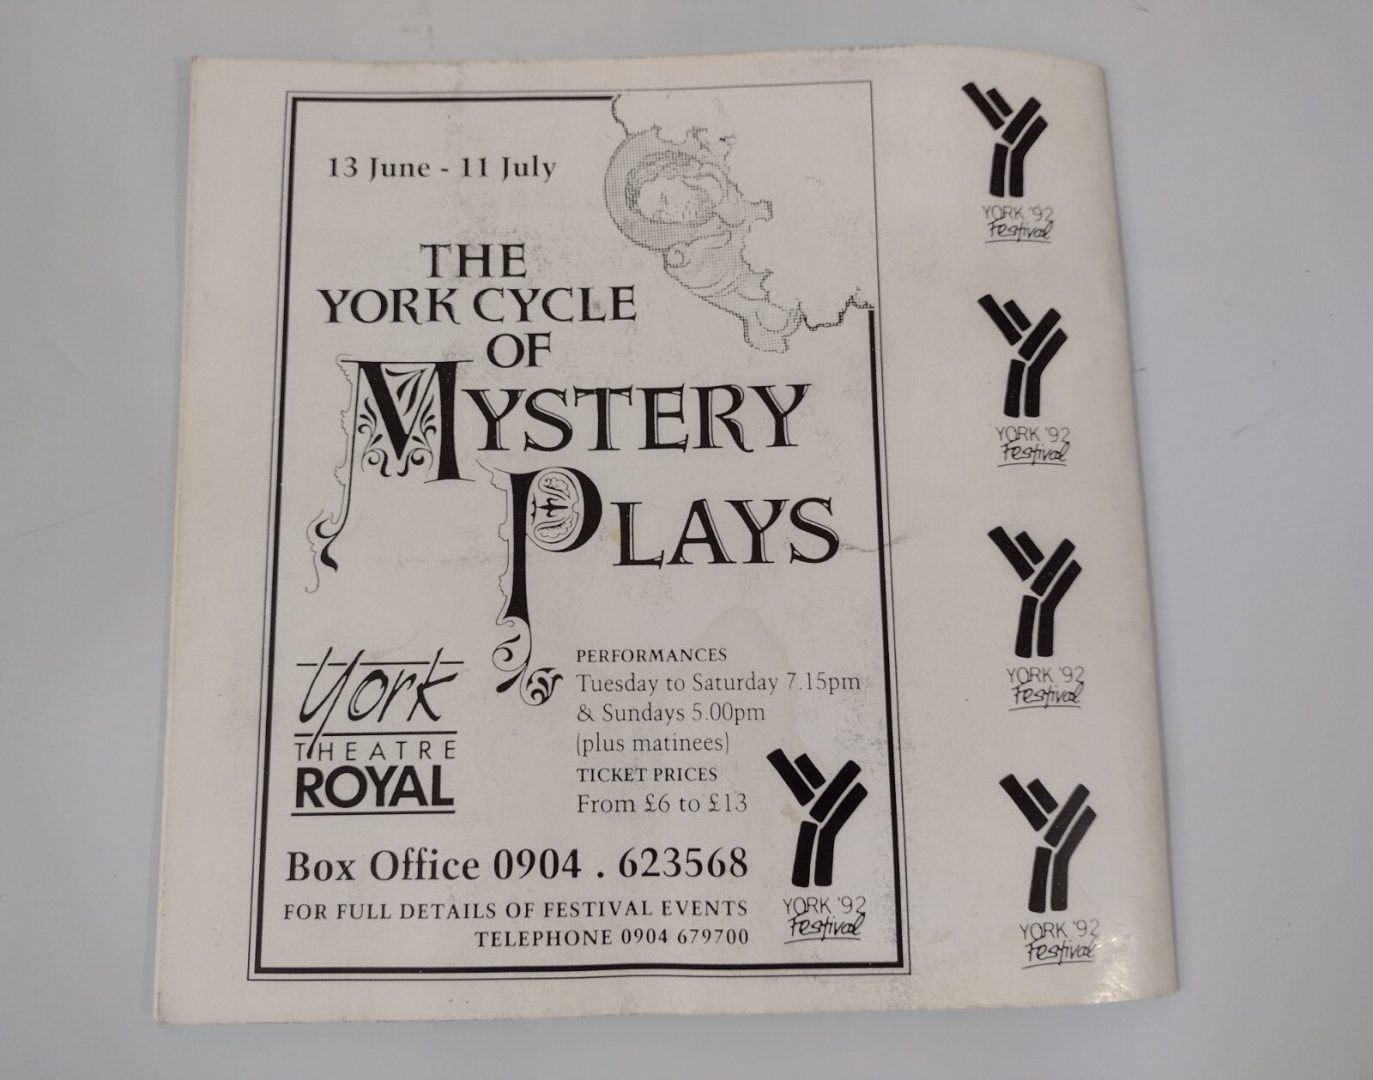 13 June - 11 July
THE
YORK CYCLE
OF
MYSTERY
PLAYS
York
THEATRE
ROYAL
PERFORMANCES
Tuesday to Saturday 7.15pm
& Sundays 5.00pm
(plus matinees)
TICKET PRICES
From £6 to £13
Box Office 0904 . 623568
FOR FULL DETAILS OF FESTIVAL EVENTS
TELEPHONE 0904 679700
YORK '92
Festival
YORK '92
Festival
YORK '92
Festival
YORK '92
Festival
YORK '92
Festival